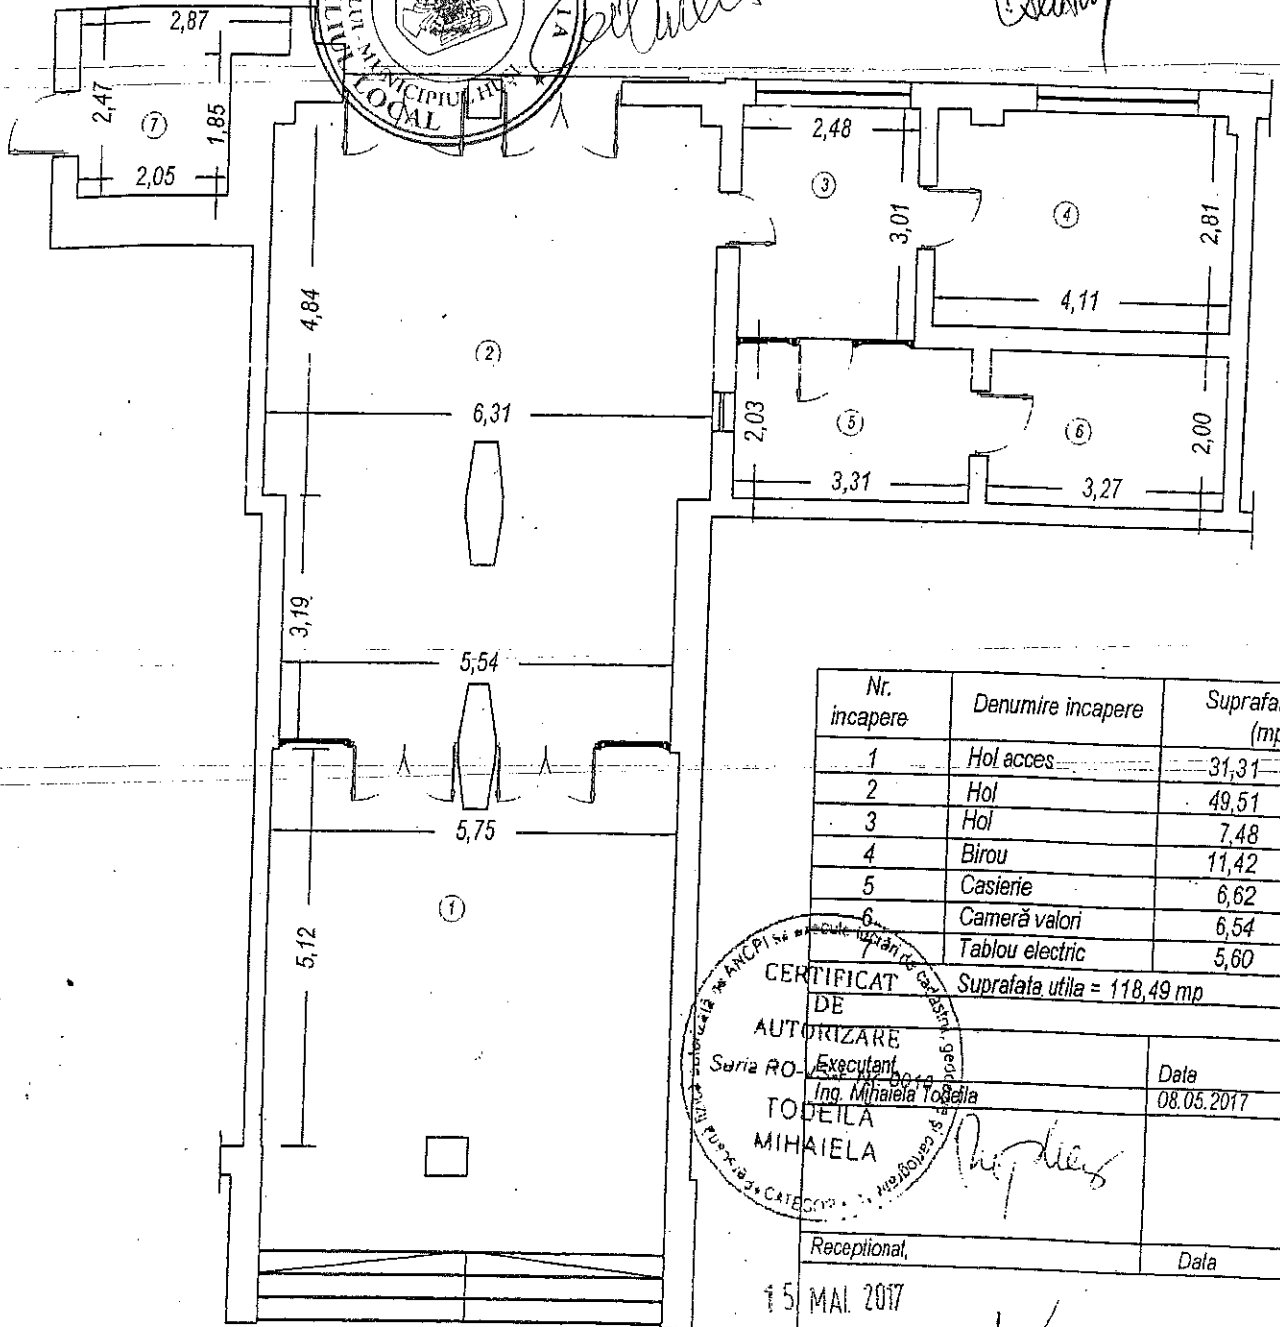 2,87
2,47
1,85
7
2,05
MUNICIPIUL HUȘI
LOCAL
2,48
3
3,01
4
2,81
4,11
4,84
2
6,31
2,03
5
3,31
6
2,00
3,27
3,19
5,54
5,75
1
5,12
Nr. incapere Denumire incapere
1 Hol acces 31,31
2 Hol 49,51
3 Hol 7,48
4 Birou 11,42
5 Casierie 6,62
6 Cameră valori 6,54
7 Tablou electric 5,60
Suprafata utila = 118,49 mp
CERTIFICAT
DE
AUTORIZARE
Seria RO-
TODEILA
MIHAIELA
Executant Data
Ing. Mihaiela Todeila 08.05.2017
Receptionat, Data
15 MAI. 2017